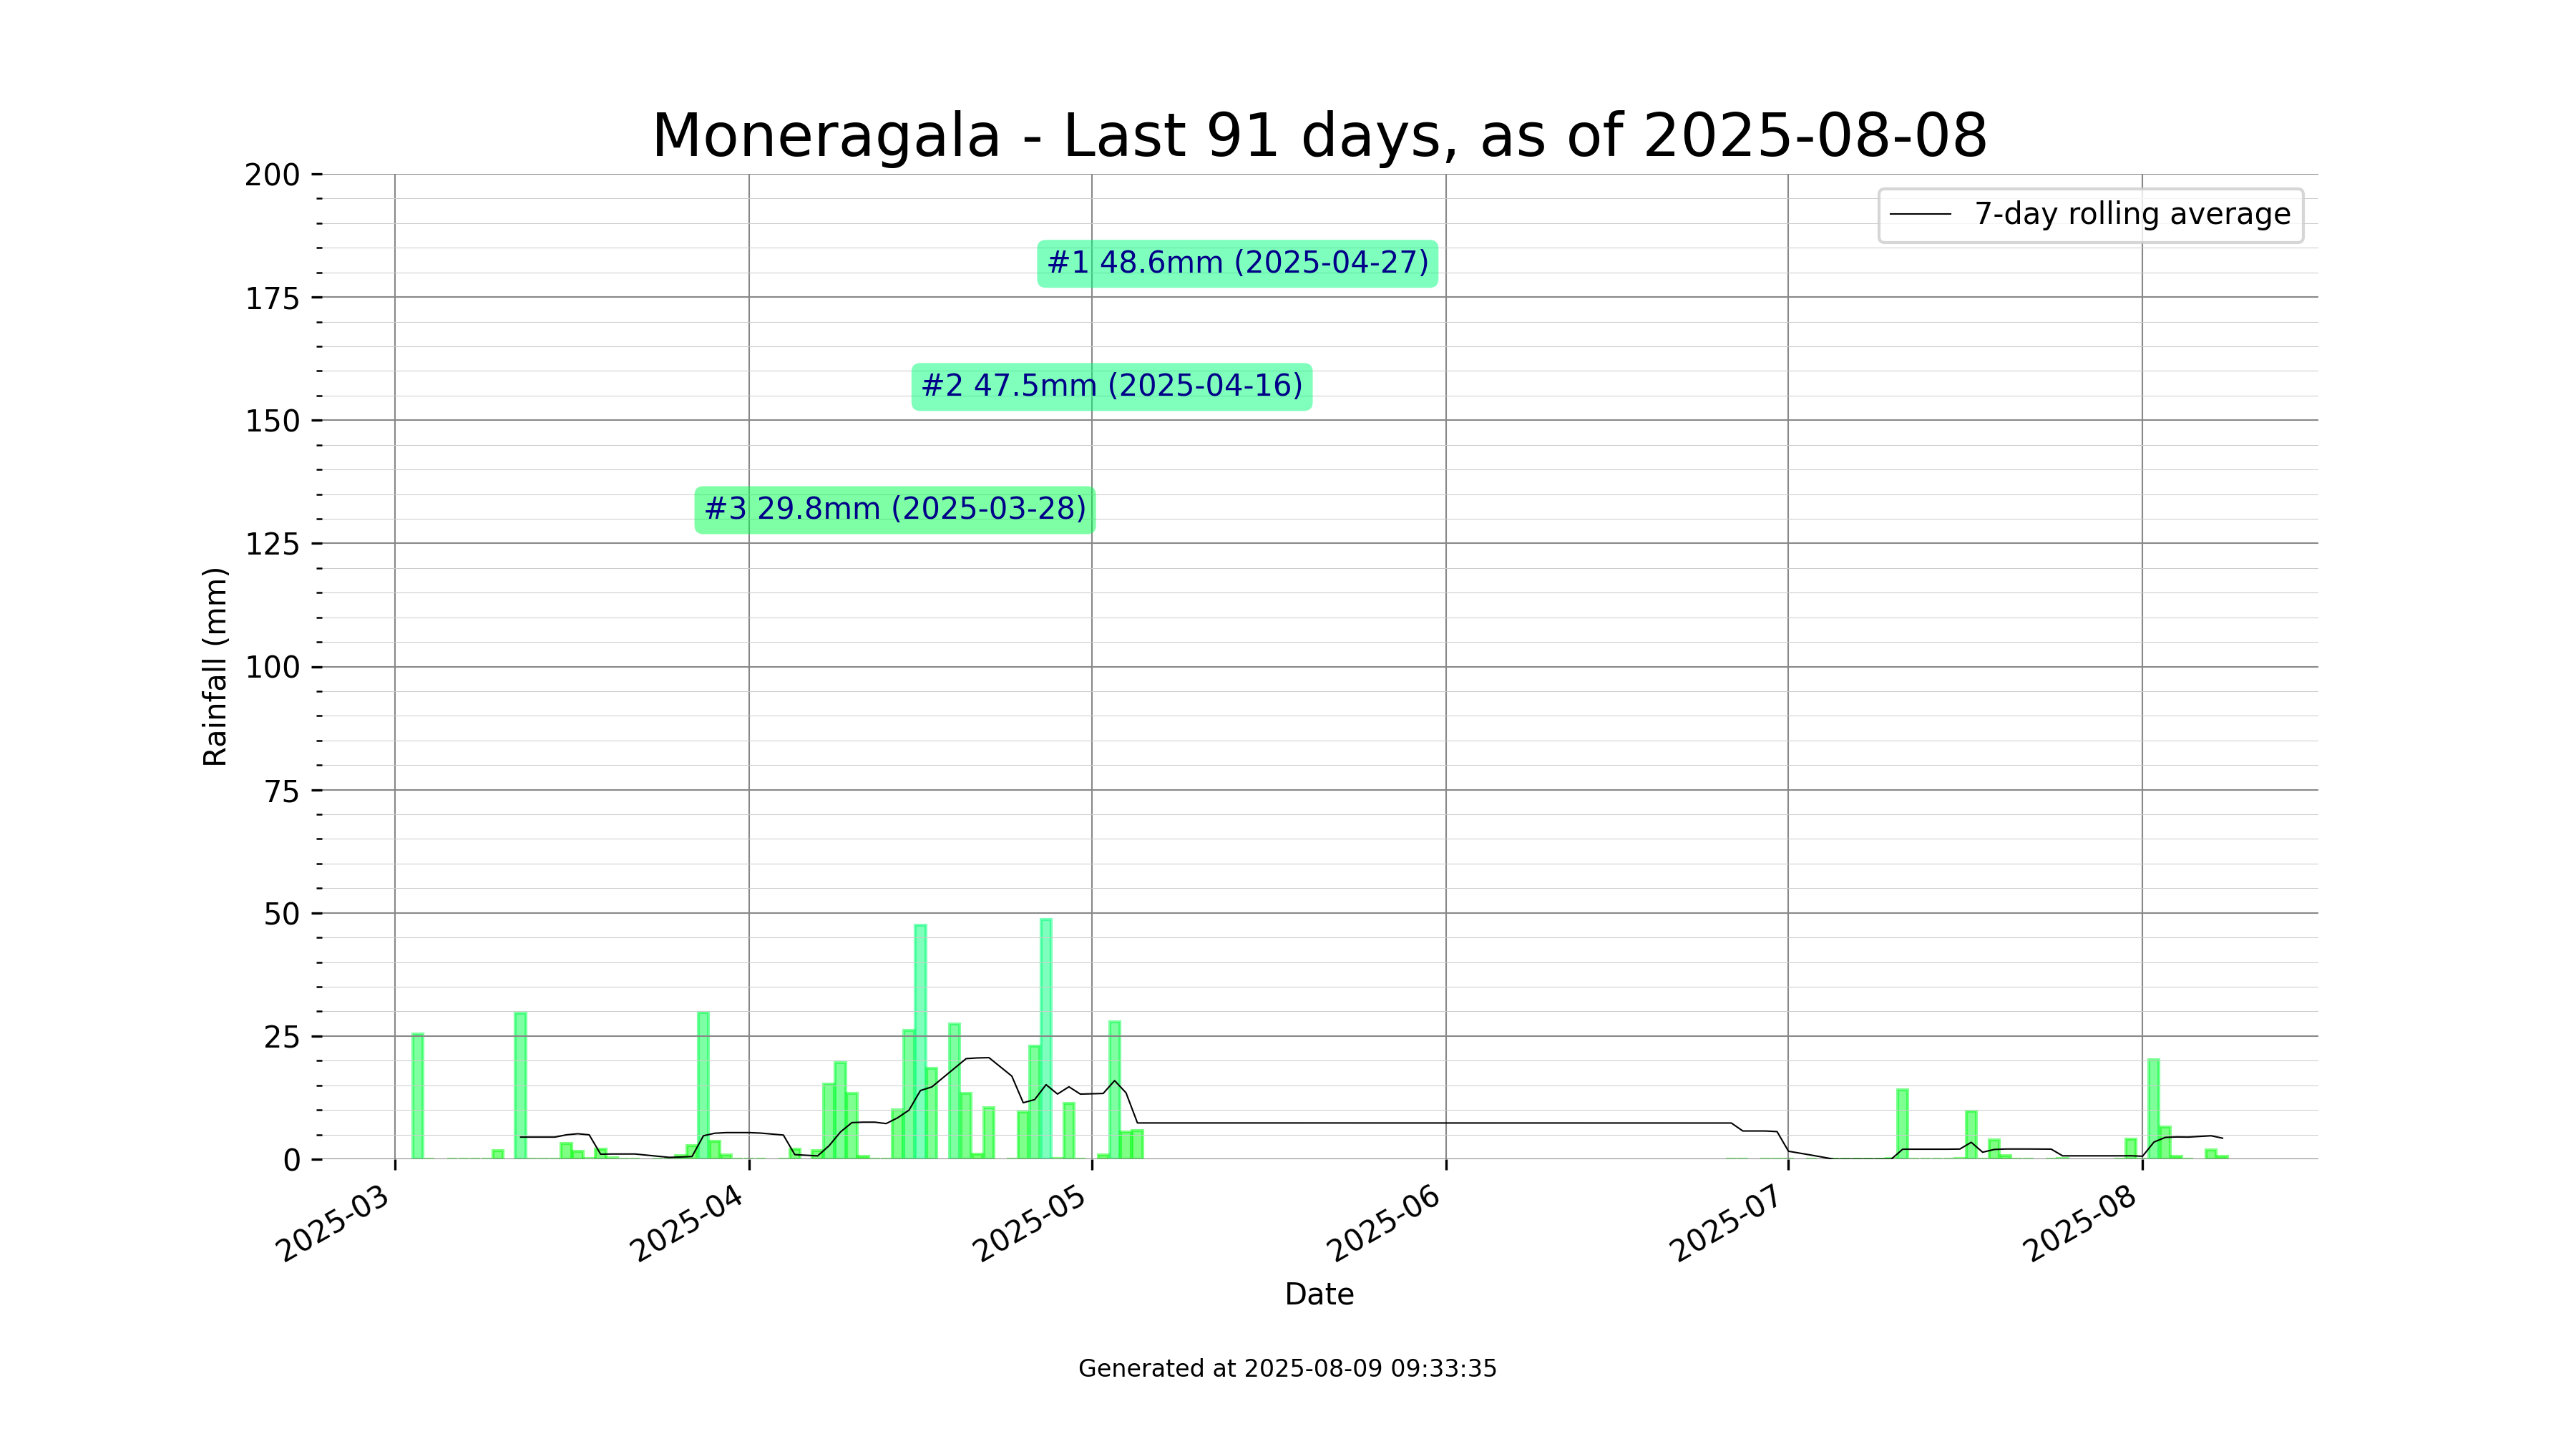 Moneragala - Last 91 days, as of 2025-08-08
7-day rolling average
#1 48.6mm (2025-04-27)
#2 47.5mm (2025-04-16)
#3 29.8mm (2025-03-28)
Rainfall (mm)
200
175
150
125
100
75
50
25
0
2025-03
2025-04
2025-05
2025-06
2025-07
2025-08
Date
Generated at 2025-08-09 09:33:35